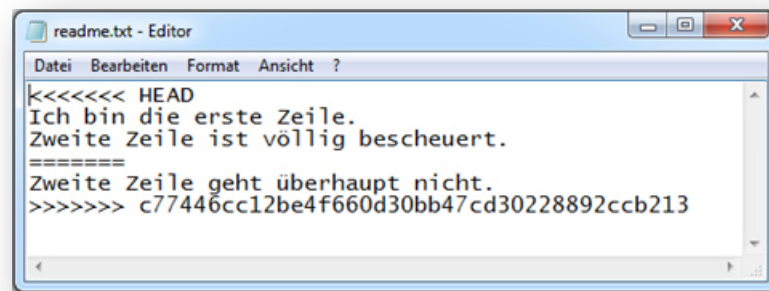 readme.txt - Editor
Datei Bearbeiten Format Ansicht ?
<<<<<<< HEAD
Ich bin die erste Zeile.
Zweite Zeile ist völlig bescheuert.
=======
Zweite Zeile geht überhaupt nicht.
>>>>>>> c77446cc12be4f660d30bb47cd30228892ccb213